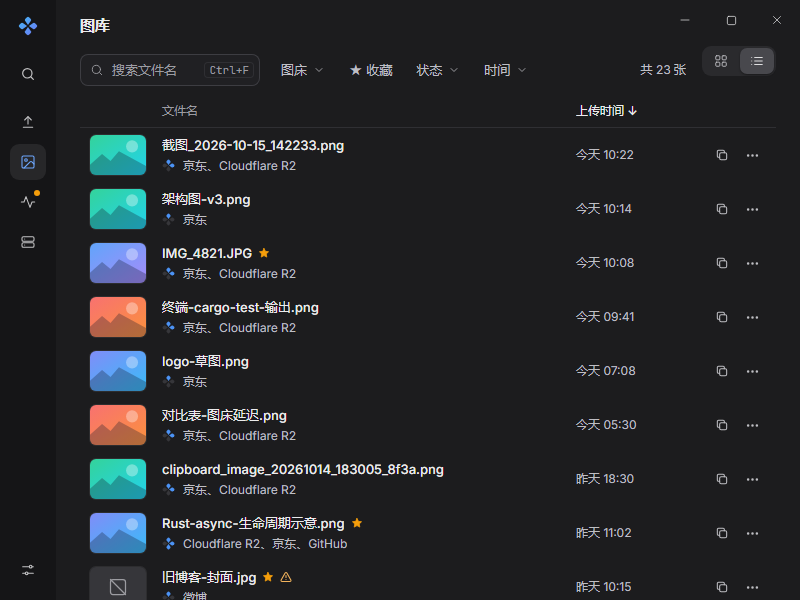 图库
搜索文件名 Ctrl+F 图床 收藏 状态 时间 共 23 张
文件名 上传时间
截图_2026-10-15_142233.png
京东、Cloudflare R2
今天 10:22
架构图-v3.png
京东
今天 10:14
IMG_4821.JPG
京东、Cloudflare R2
今天 10:08
终端-cargo-test-输出.png
京东、Cloudflare R2
今天 09:41
logo-草图.png
京东
今天 07:08
对比表-图床延迟.png
京东、Cloudflare R2
今天 05:30
clipboard_image_20261014_183005_8f3a.png
京东、Cloudflare R2
昨天 18:30
Rust-async-生命周期示意.png
Cloudflare R2、京东、GitHub
昨天 11:02
旧博客-封面.jpg
微博
昨天 10:15